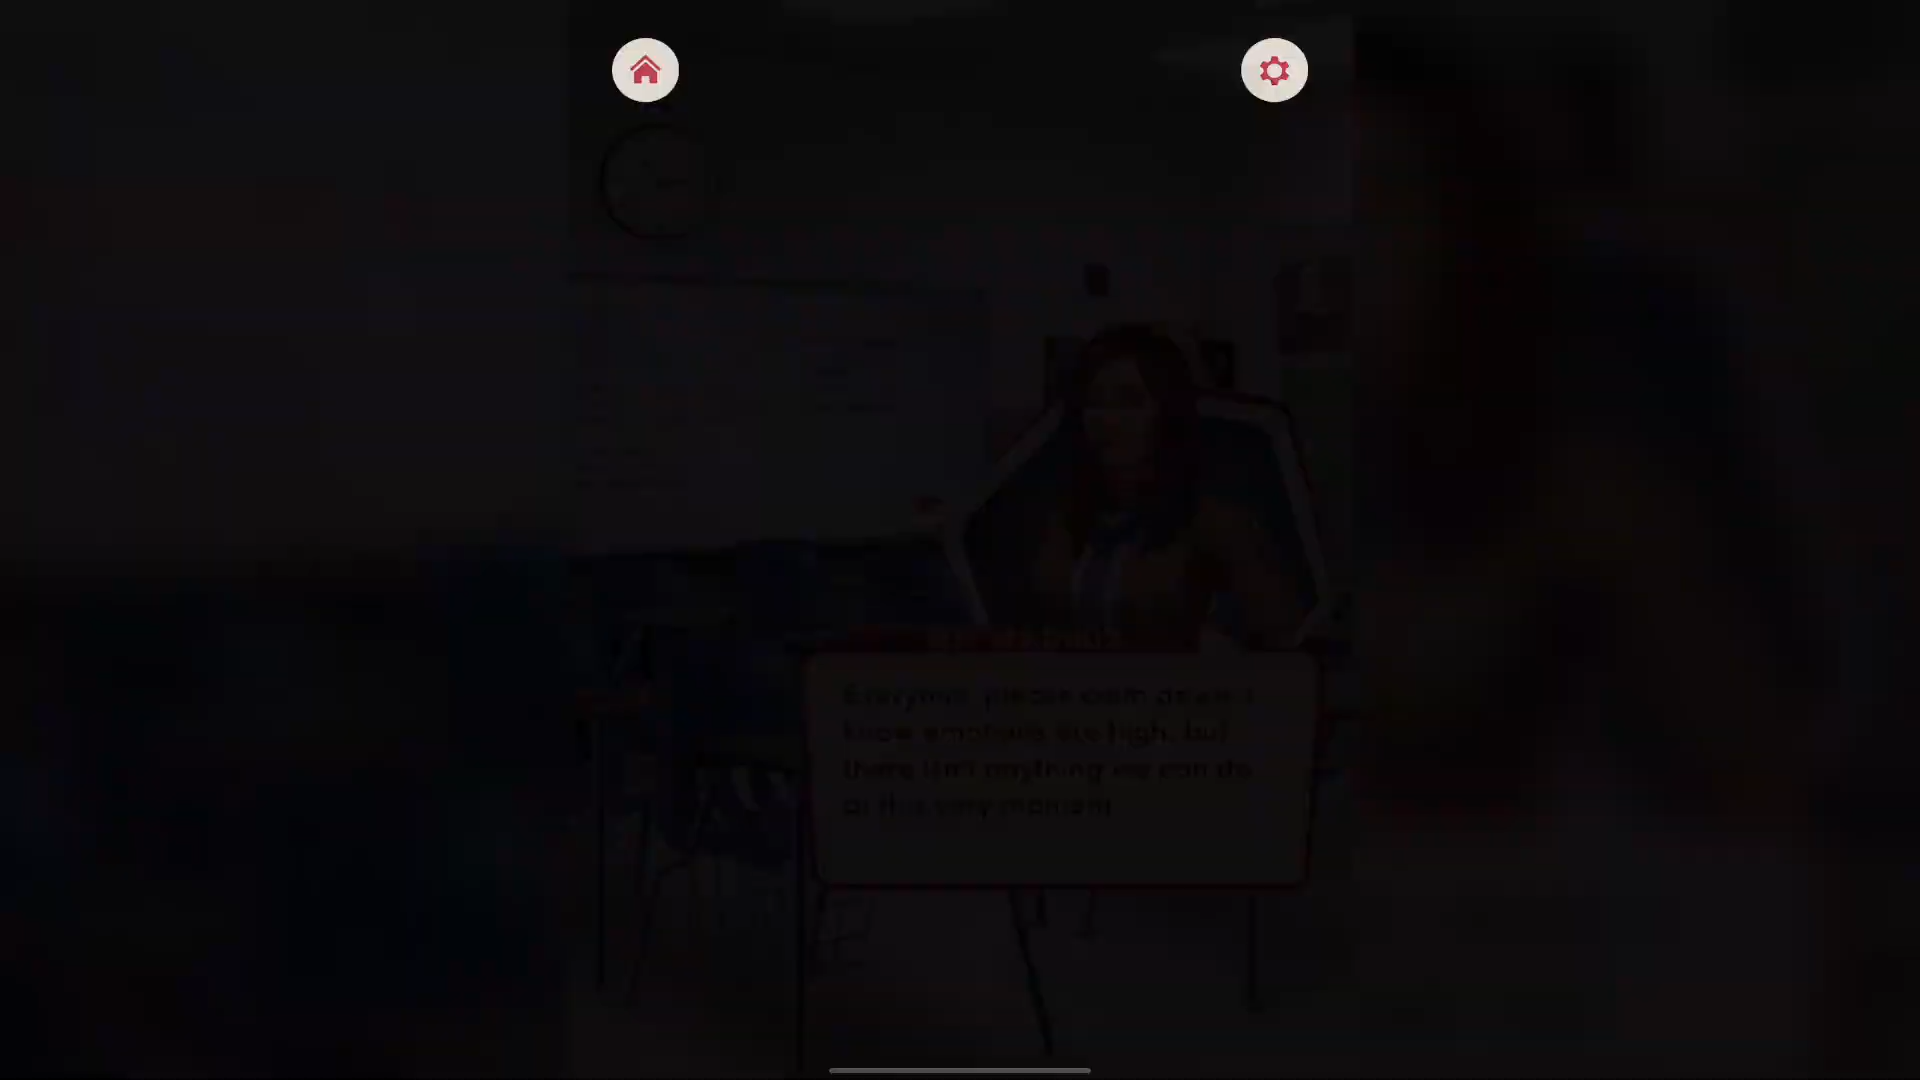 Everyone, please calm down. I
know emotions are high, but
there isn't anything we can do
at this very moment.